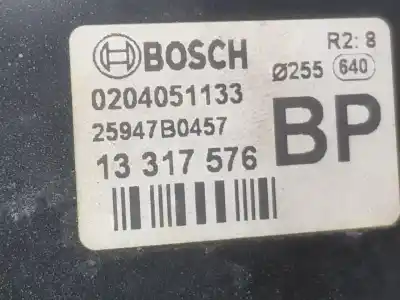 BOSCH
R2: 8
Ø255 640
0204051133
25947B0457
13 317 576
BP